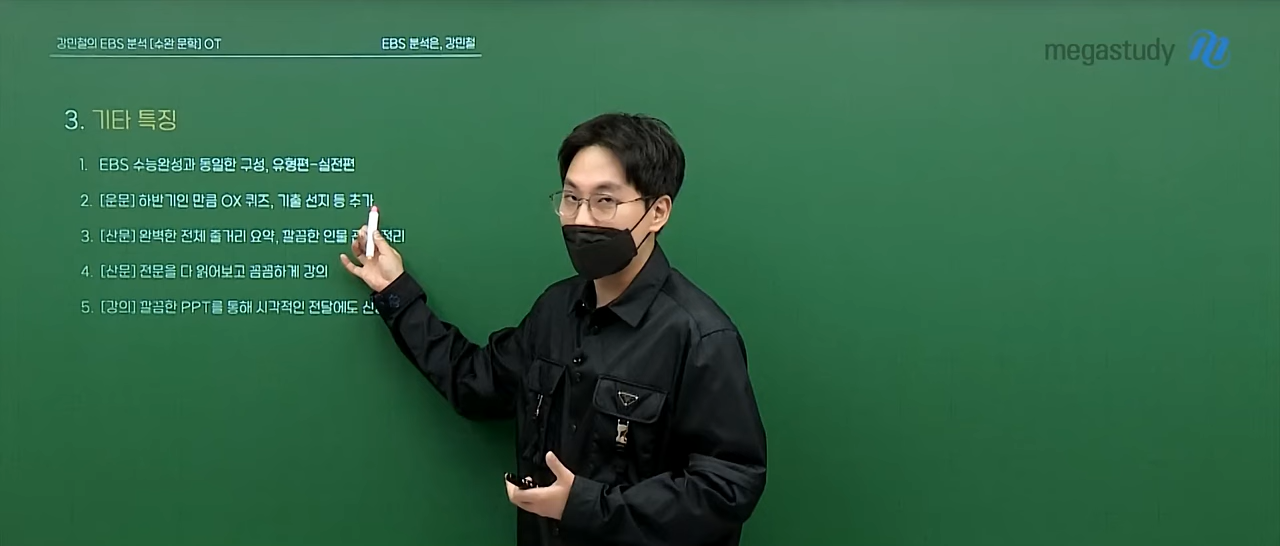 강민철의 EBS 분석 [수완 문학] OT
EBS 분석은, 강민철
megastudy
3. 기타 특징
1. EBS 수능완성과 동일한 구성, 유형편-실전편
2. [운문] 하반기인 만큼 OX 퀴즈, 기출 선지 등 추가
3. [산문] 완벽한 전체 줄거리 요약, 깔끔한 인물 정리
4. [산문] 전문을 다 읽어보고 꼼꼼하게 강의
5. [강의] 깔끔한 PPT를 통해 시각적인 전달에도